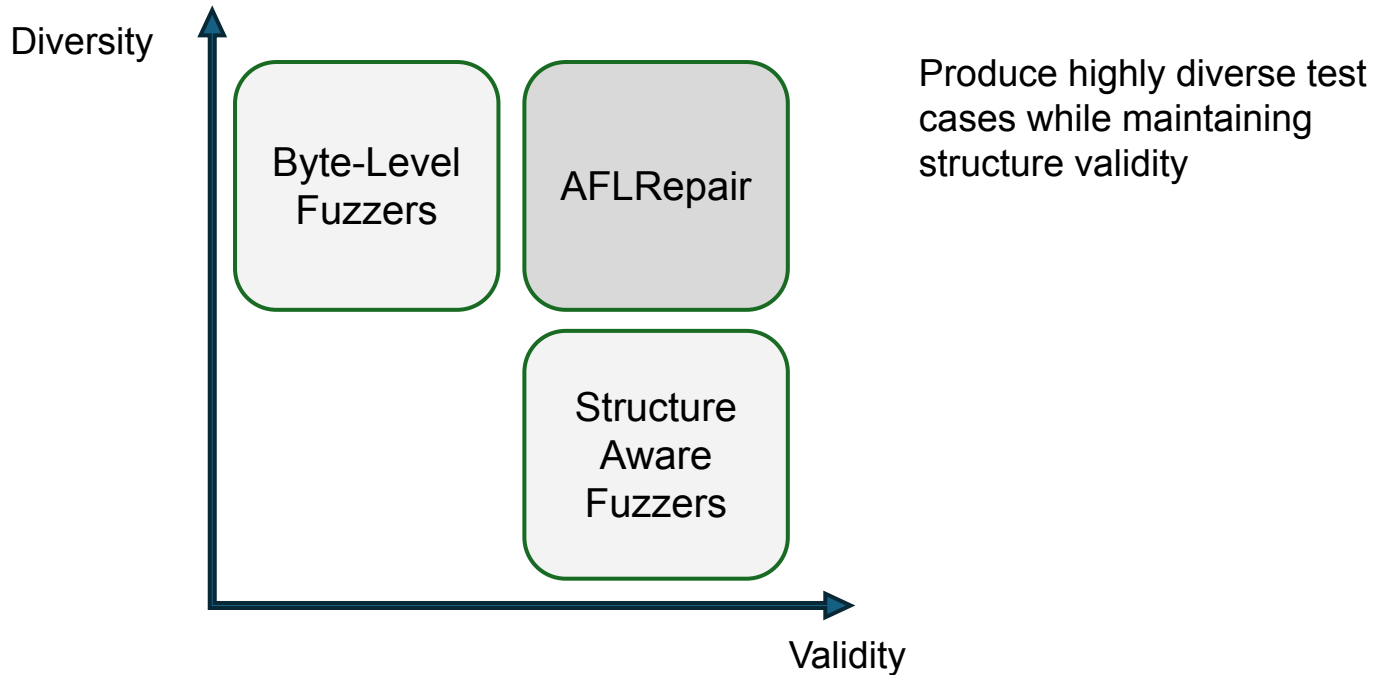 Diversity
Byte-Level
Fuzzers
AFLRepair
Produce highly diverse test
cases while maintaining
structure validity
Structure
Aware
Fuzzers
Validity